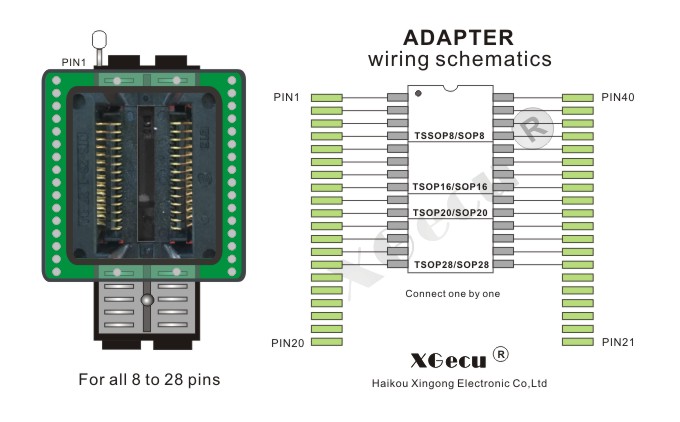 ADAPTER
wiring schematics
PIN1
PIN1
PIN40
TSSOP8/SOP8
R
TSOP16/SOP16
TSOP20/SOP20
XGecu
TSOP28/SOP28
Connect one by one
PIN20
PIN21
XGecu R
For all 8 to 28 pins
Haikou Xingong Electronic Co,Ltd